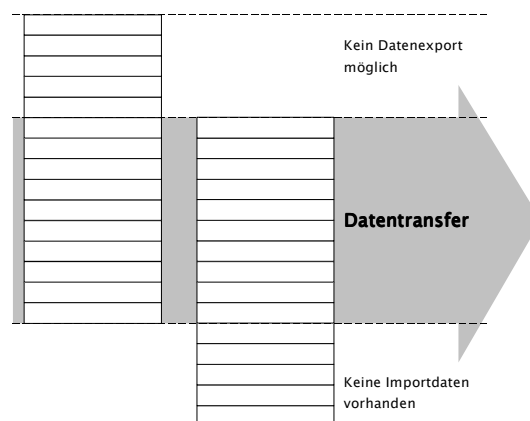 Kein Datenexport
möglich
Datentransfer
Keine Importdaten
vorhanden